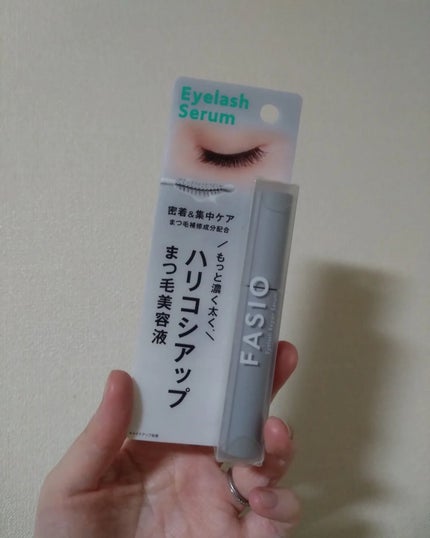 Eyelash
Serum
密着&集中ケア
まつ毛補修成分配合
もっと濃く太く、
ハリコシアップ
まつ毛美容液
FASIO